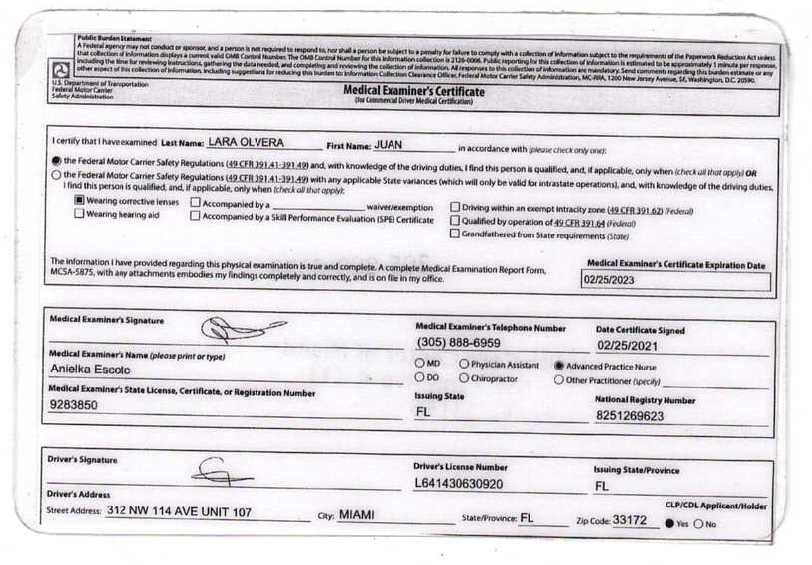 Public Burden Statement
A Federal agency may not conduct or sponsor, and a person is not required to respond to, nor shall a person be subject to a penalty for failure to comply with a collection of information subject to the requirements of the Paperwork Reduction Act unless
that collection of information displays a current valid OMB Control Number. The OMB Control Number for this information collection is 2126-0006. Public reporting for this collection of information is estimated to be approximately 1 minute per response,
including the time for reviewing instructions, gathering the data needed, and completing and reviewing the collection of information. All responses to this collection of information are mandatory. Send comments regarding this burden estimate or any
other aspect of this collection of information, including suggestions for reducing this burden to: Information Collection Clearance Officer, Federal Motor Carrier Safety Administration, MC-RRA, 1200 New Jersey Avenue, SE, Washington, D.C. 20590.
U.S. Department of Transportation
Federal Motor Carrier
Safety Administration
Medical Examiner's Certificate
(for Commercial Driver Medical Certification)
I certify that I have examined Last Name: LARA OLVERA First Name: JUAN in accordance with (please check only one):
the Federal Motor Carrier Safety Regulations (49 CFR 391.41-391.49) and, with knowledge of the driving duties, I find this person is qualified, and, if applicable, only when (check all that apply) OR
the Federal Motor Carrier Safety Regulations (49 CFR 391.41-391.49) with any applicable State variances (which will only be valid for intrastate operations), and, with knowledge of the driving duties,
I find this person is qualified, and, if applicable, only when (check all that apply):
Wearing corrective lenses Accompanied by a waiver/exemption Driving within an exempt intracity zone (49 CFR 391.62) (Federal)
Wearing hearing aid Accompanied by a Skill Performance Evaluation (SPE) Certificate Qualified by operation of 49 CFR 391.64 (Federal)
Grandfathered from State requirements (State)
The information I have provided regarding this physical examination is true and complete. A complete Medical Examination Report Form,
MCSA-5875, with any attachments embodies my findings completely and correctly, and is on file in my office.
Medical Examiner's Certificate Expiration Date
02/25/2023
Medical Examiner's Signature Medical Examiner's Telephone Number Date Certificate Signed
(305) 888-6959 02/25/2021
Medical Examiner's Name (please print or type) MD Physician Assistant Advanced Practice Nurse
Anielka Escoto DO Chiropractor Other Practitioner (specify)
Medical Examiner's State License, Certificate, or Registration Number Issuing State National Registry Number
9283850 FL 8251269623
Driver's Signature Driver's License Number Issuing State/Province
L641430630920 FL
Driver's Address CLP/CDL Applicant/Holder
Street Address: 312 NW 114 AVE UNIT 107 City: MIAMI State/Province: FL Zip Code: 33172 Yes No